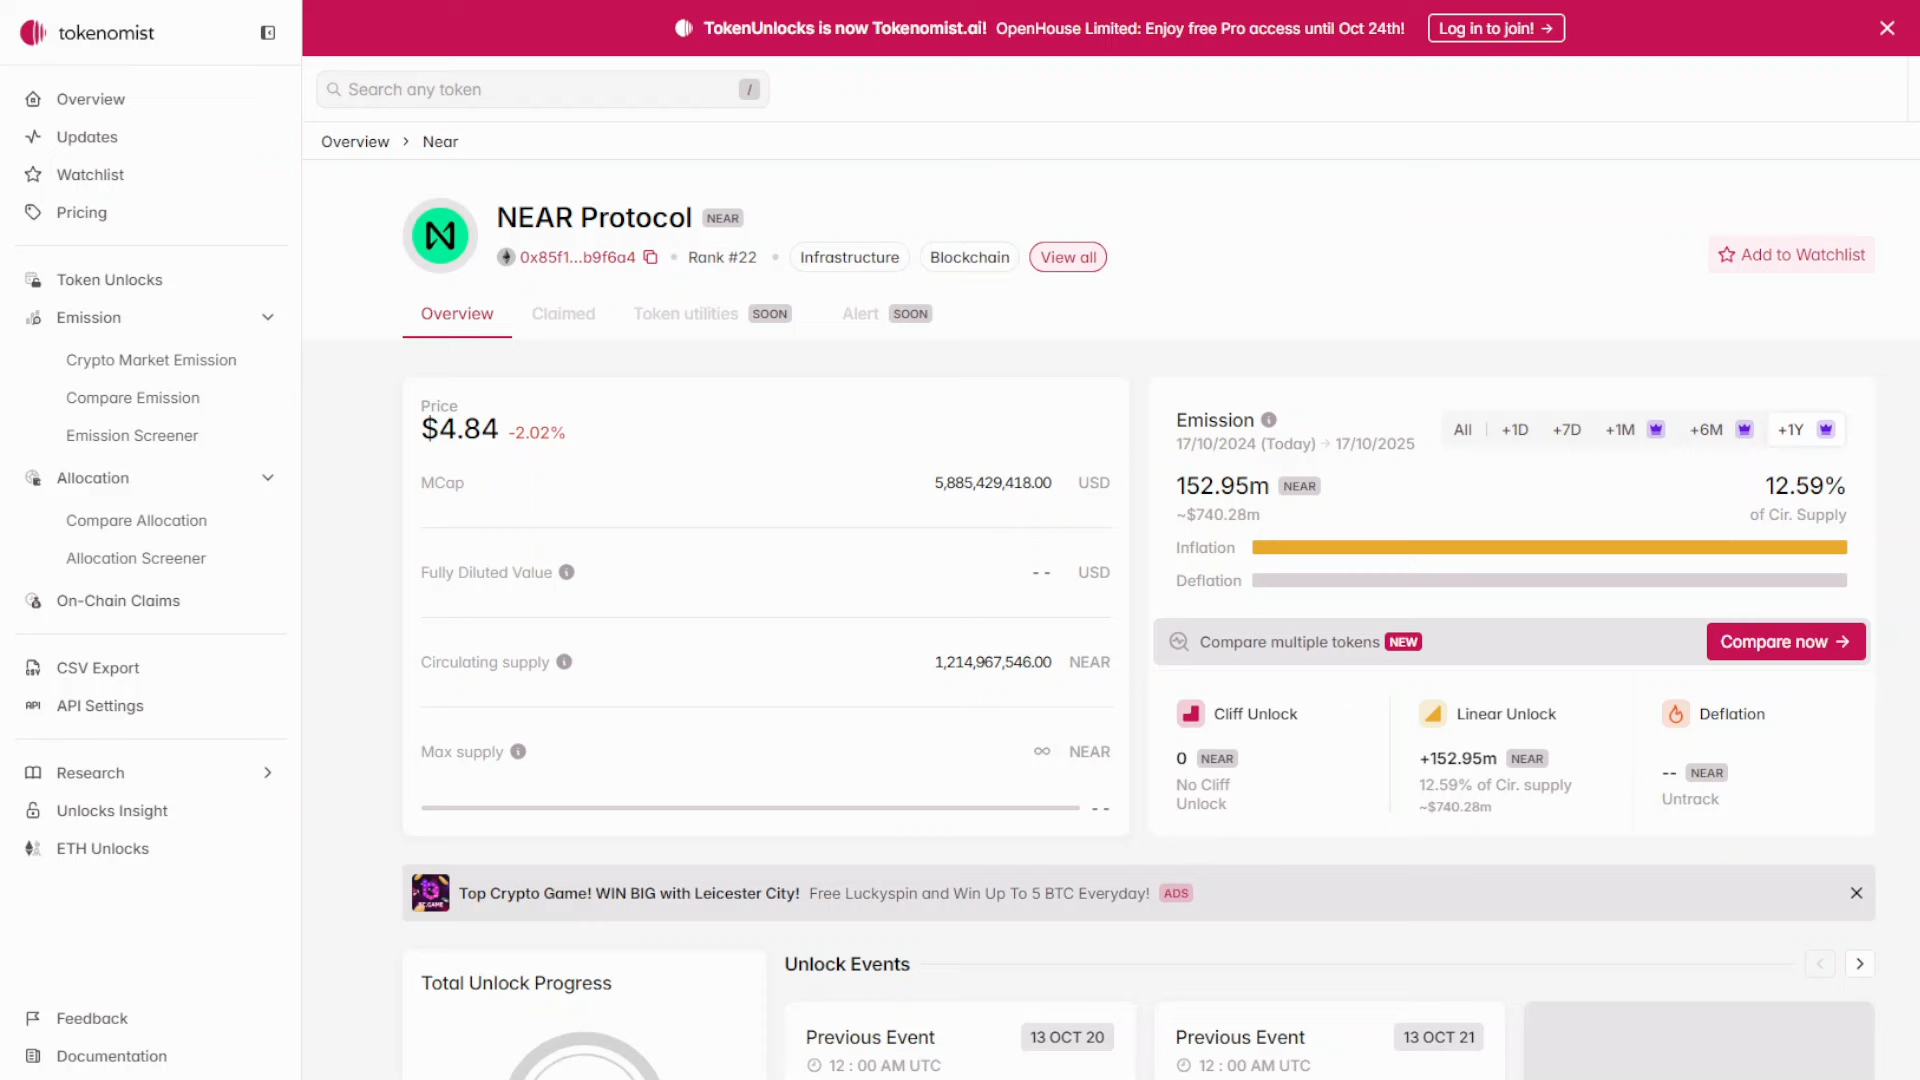 tokenomist
TokenUnlocks is now Tokenomist.ai! OpenHouse Limited: Enjoy free Pro access until Oct 24th! Log in to join! →
Search any token /
Overview
Updates
Watchlist
Pricing
Token Unlocks
Emission
Crypto Market Emission
Compare Emission
Emission Screener
Allocation
Compare Allocation
Allocation Screener
On-Chain Claims
CSV Export
API Settings
Research
Unlocks Insight
ETH Unlocks
Feedback
Documentation
Overview > Near
NEAR Protocol NEAR
0x85f1...b9f6a4 • Rank #22 • Infrastructure Blockchain View all
Add to Watchlist
Overview Claimed Token utilities SOON Alert SOON
Price
$4.84 -2.02%
MCap 5,885,429,418.00 USD
Fully Diluted Value - - USD
Circulating supply 1,214,967,546.00 NEAR
Max supply ∞ NEAR
- -
Emission
17/10/2024 (Today) → 17/10/2025
All +1D +7D +1M +6M +1Y
152.95m NEAR 12.59%
~$740.28m of Cir. Supply
Inflation
Deflation
Compare multiple tokens NEW Compare now →
Cliff Unlock
0 NEAR
No Cliff
Unlock
Linear Unlock
+152.95m NEAR
12.59% of Cir. supply
~$740.28m
Deflation
-- NEAR
Untrack
BC.GAME
Top Crypto Game! WIN BIG with Leicester City! Free Luckyspin and Win Up To 5 BTC Everyday! ADS
Total Unlock Progress
Unlock Events
Previous Event 13 OCT 20
12 : 00 AM UTC
Previous Event 13 OCT 21
12 : 00 AM UTC